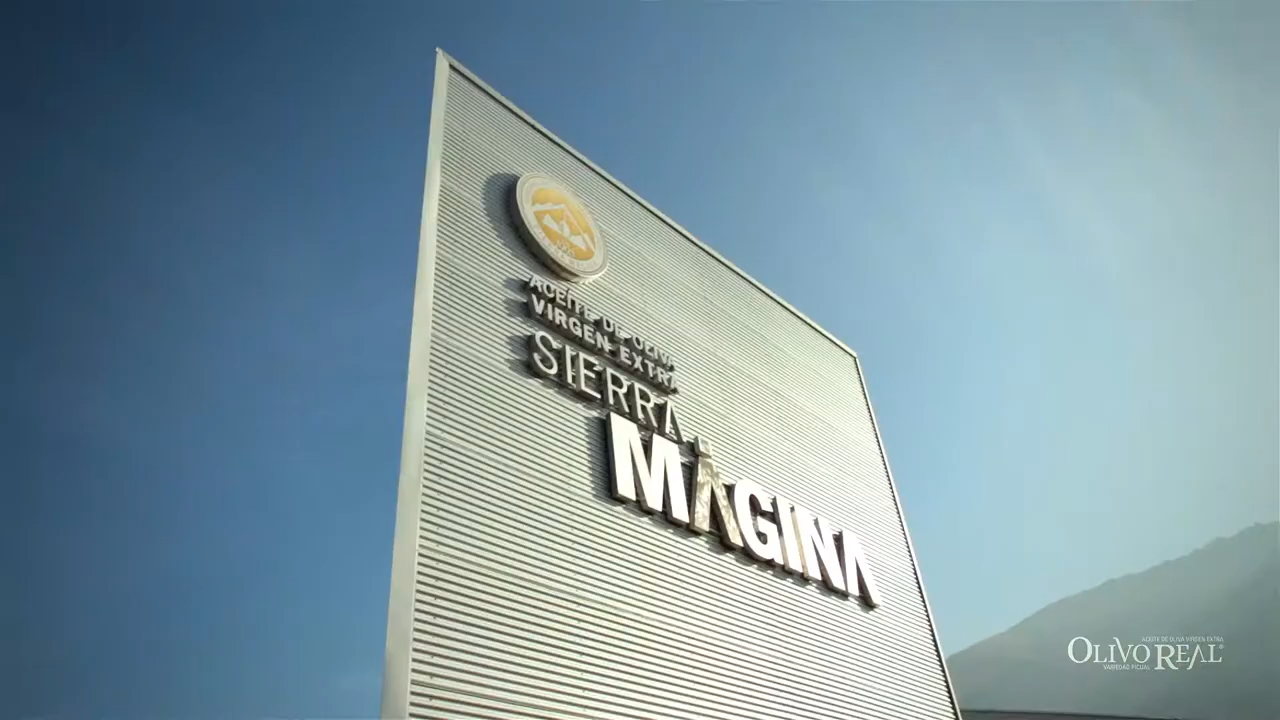 ACEITE DE OLIVA
VIRGEN EXTRA
SIERRA
MÁGINA
ACEITE DE OLIVA VIRGEN EXTRA
OLIVO REAL®
VARIEDAD PICUAL